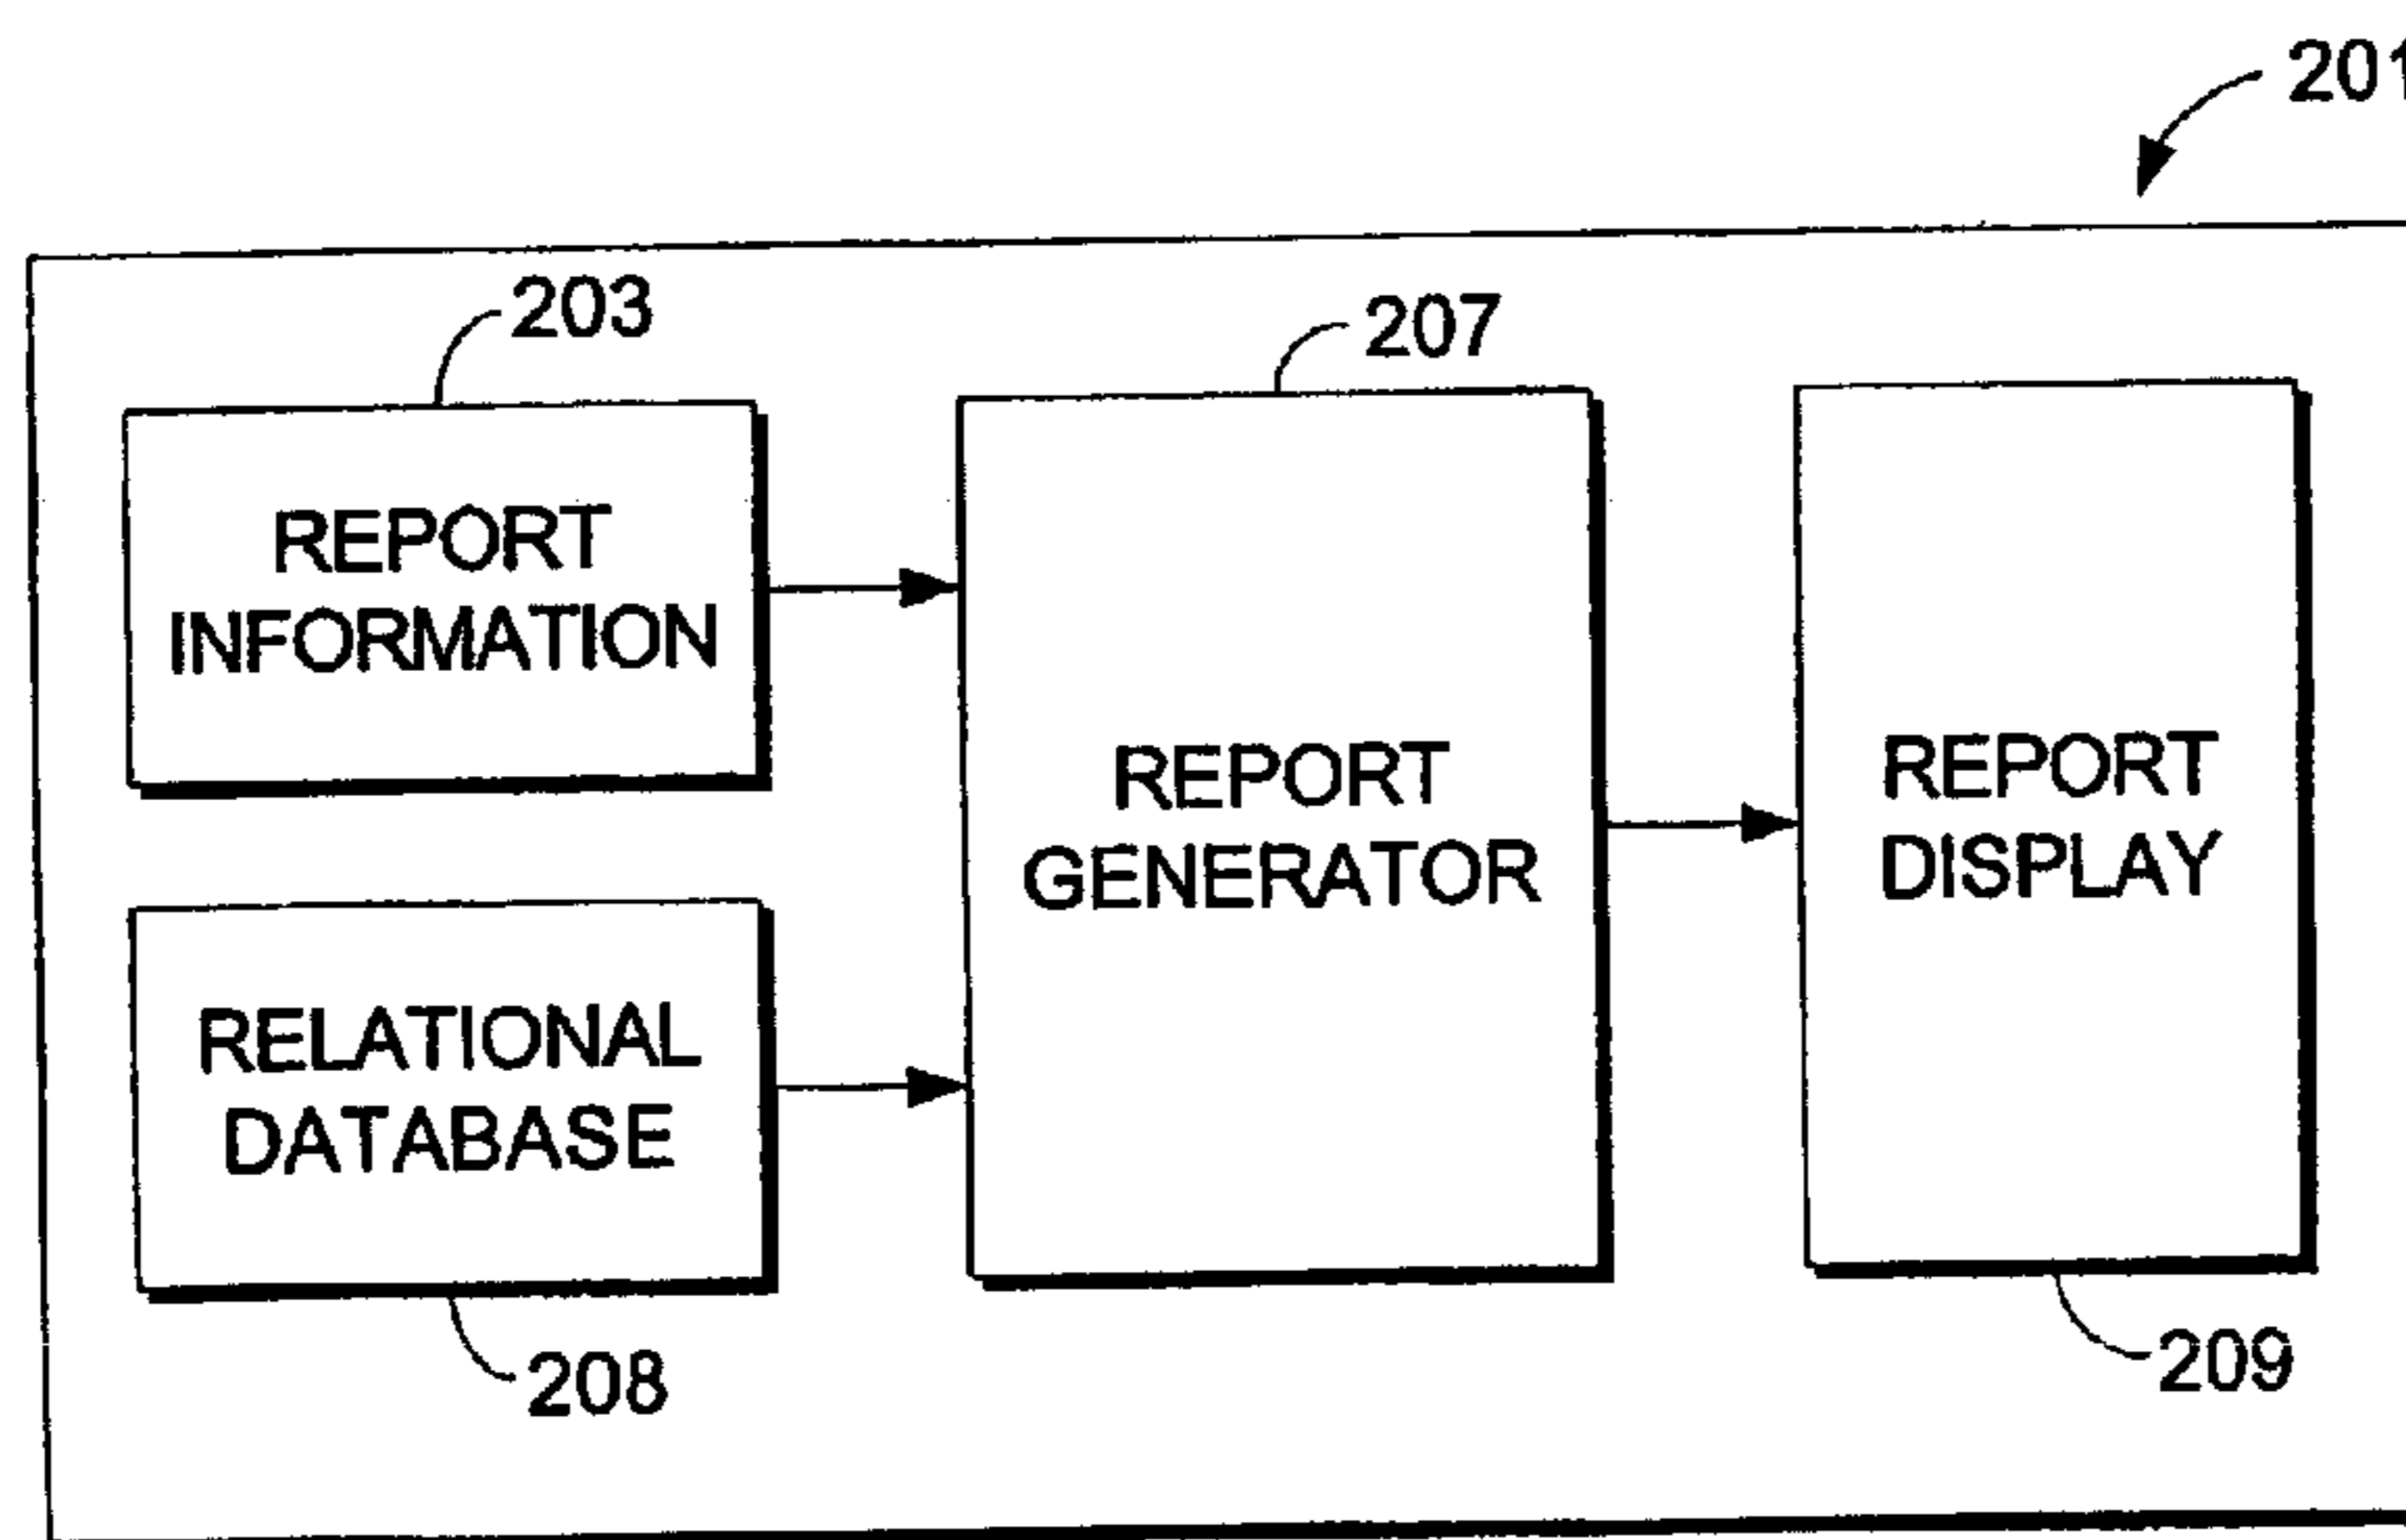 201
203
207
REPORT
INFORMATION
REPORT
GENERATOR
REPORT
DISPLAY
RELATIONAL
DATABASE
208
209